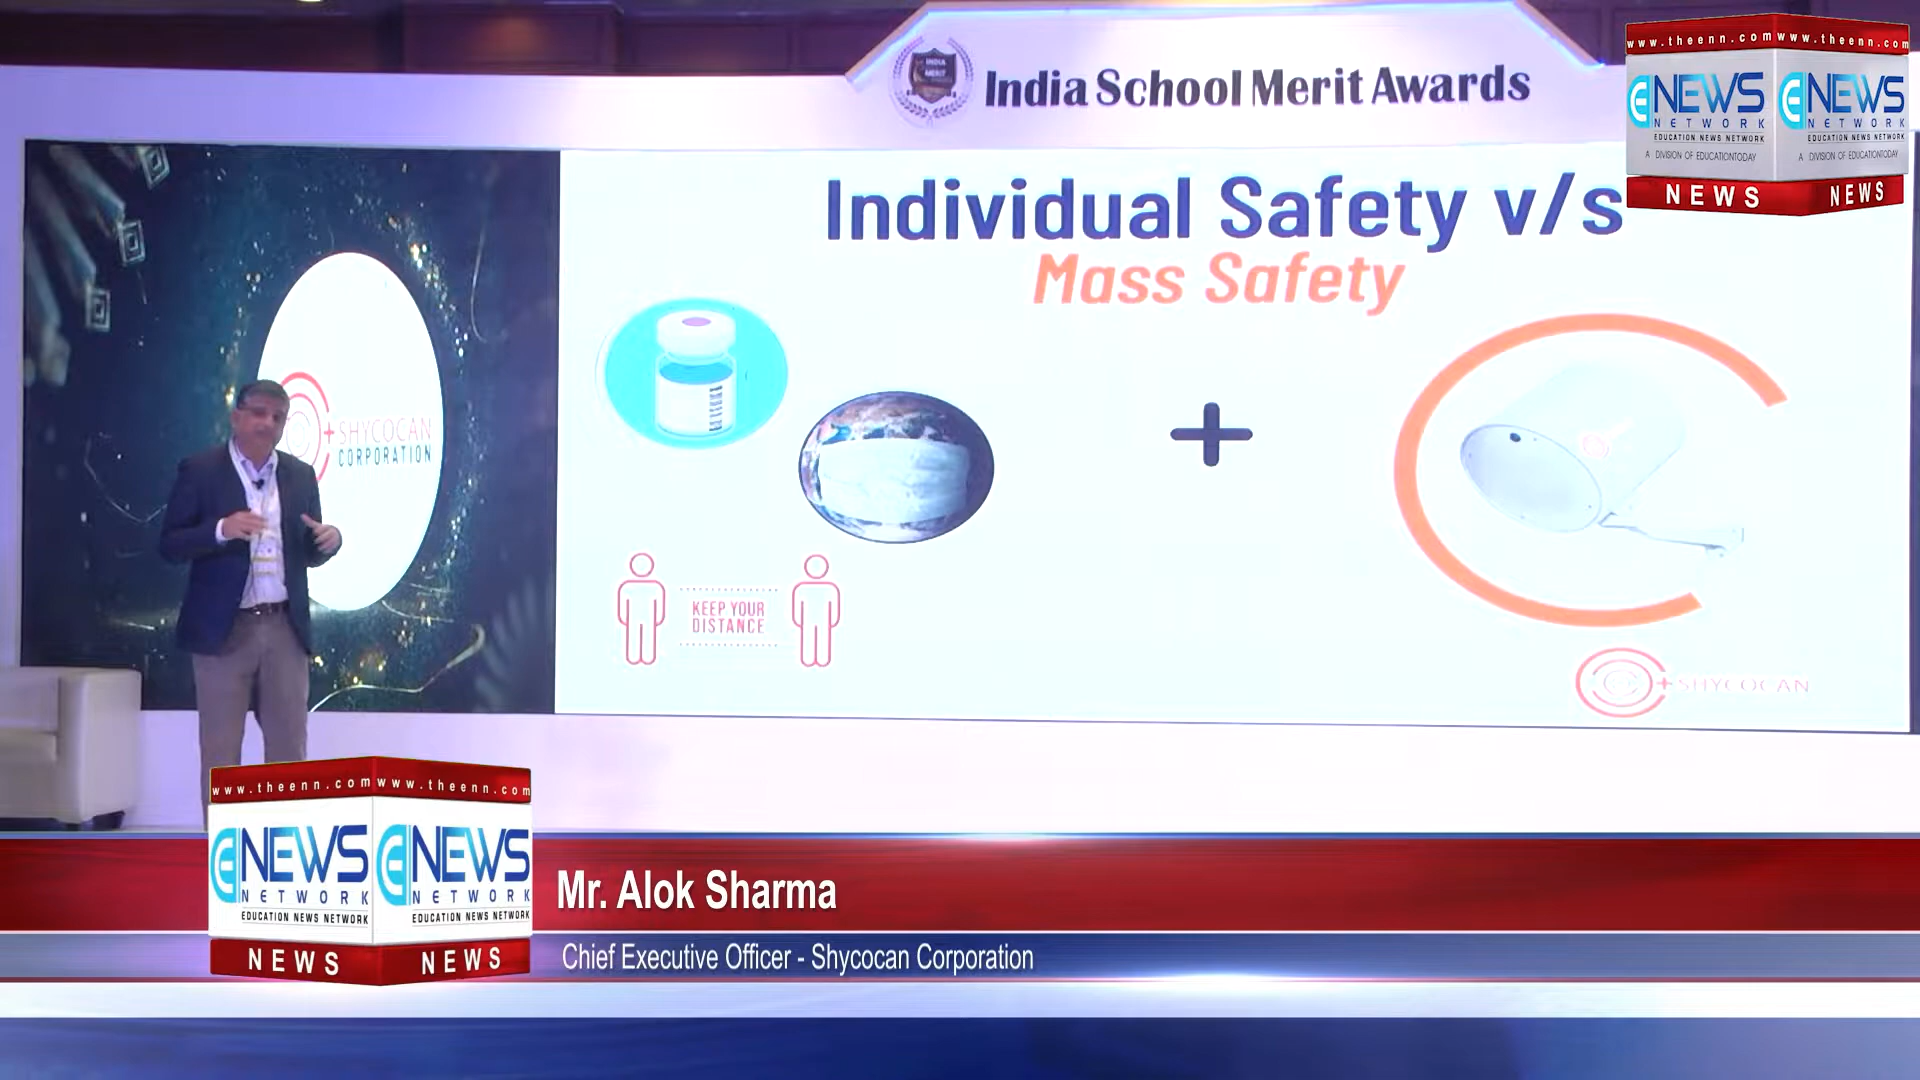 India School Merit Awards
INDIA
MERIT
www.theenn.com www.theenn.com
NEWS NEWS
NETWORK NETWORK
EDUCATION NEWS NETWORK EDUCATION NEWS NETWORK
A DIVISION OF EDUCATIONTODAY A DIVISION OF EDUCATIONTODAY
NEWS NEWS
Individual Safety v/s
Mass Safety
SHYCOCAN
CORPORATION
KEEP YOUR
DISTANCE
SHYCOCAN
www.theenn.com www.theenn.com
NEWS NEWS
NETWORK NETWORK
EDUCATION NEWS NETWORK EDUCATION NEWS NETWORK
NEWS NEWS
Mr. Alok Sharma
Chief Executive Officer - Shycocan Corporation